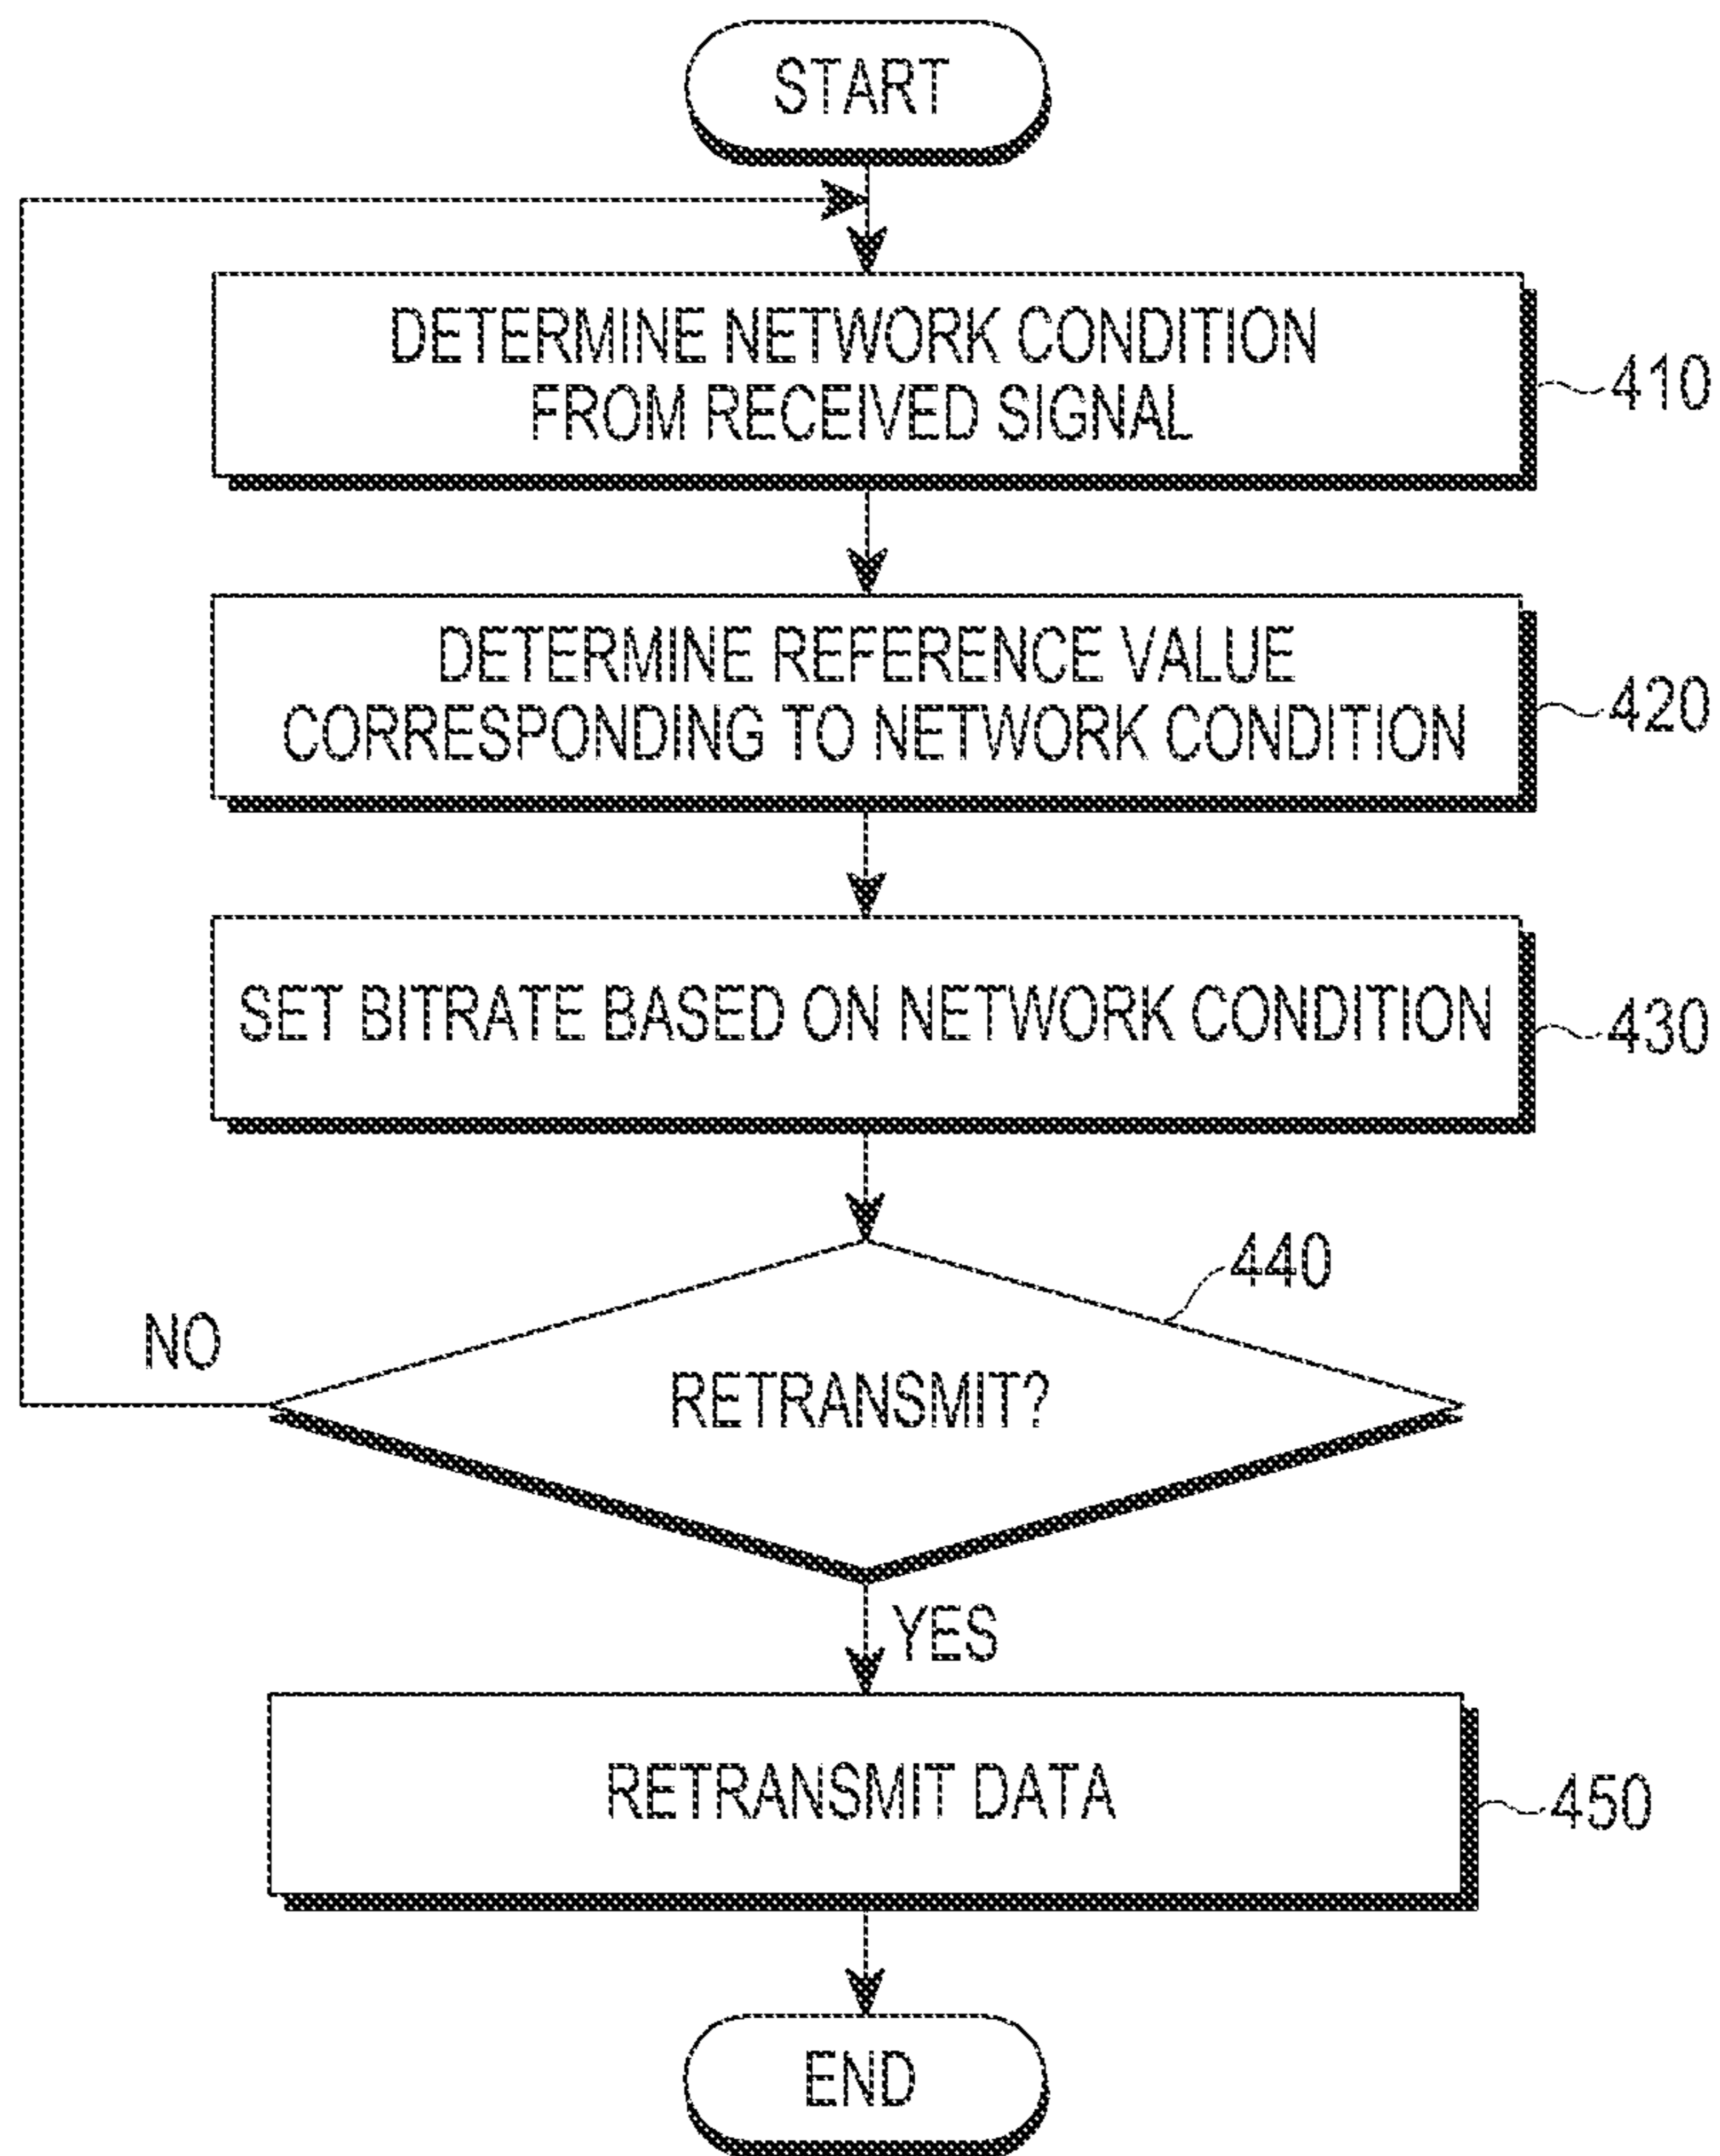 START
DETERMINE NETWORK CONDITION
FROM RECEIVED SIGNAL
410
DETERMINE REFERENCE VALUE
CORRESPONDING TO NETWORK CONDITION
420
SET BITRATE BASED ON NETWORK CONDITION
430
440
NO
RETRANSMIT?
YES
RETRANSMIT DATA
450
END